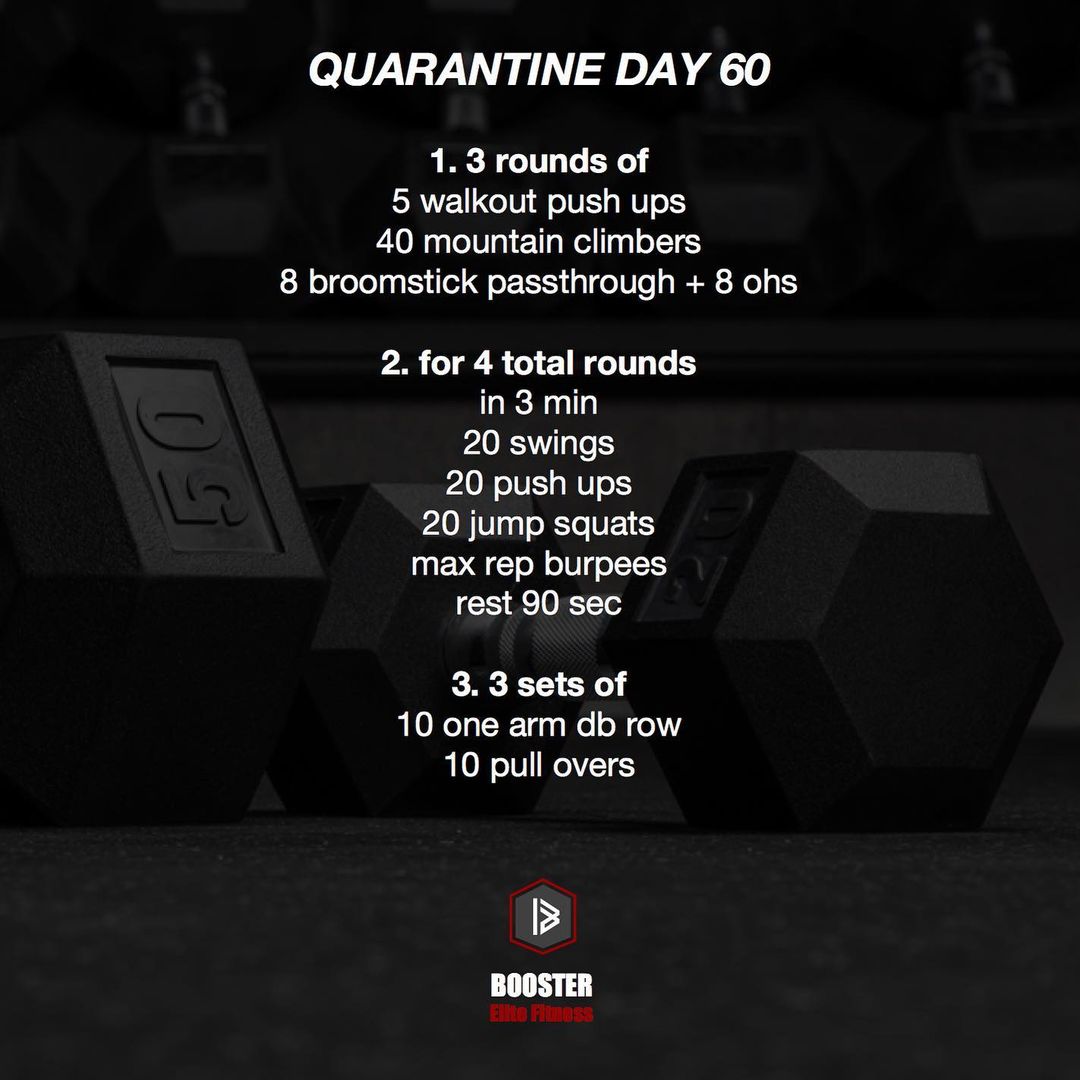 QUARANTINE DAY 60
1. 3 rounds of
5 walkout push ups
40 mountain climbers
8 broomstick passthrough + 8 ohs
2. for 4 total rounds
in 3 min
20 swings
20 push ups
20 jump squats
max rep burpees
rest 90 sec
3. 3 sets of
10 one arm db row
10 pull overs
50
20
B
BOOSTER
Elite Fitness